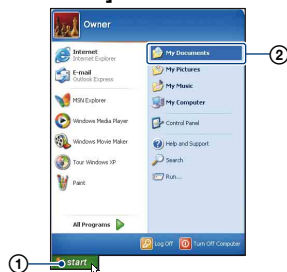 Owner
Internet
Internet Explorer
E-mail
Outlook Express
MSN Explorer
Windows Media Player
Windows Movie Maker
Tour Windows XP
Paint
All Programs
My Documents
My Pictures
My Music
My Computer
Control Panel
Help and Support
Search
Run...
Log Off
Turn Off Computer
start
1
2